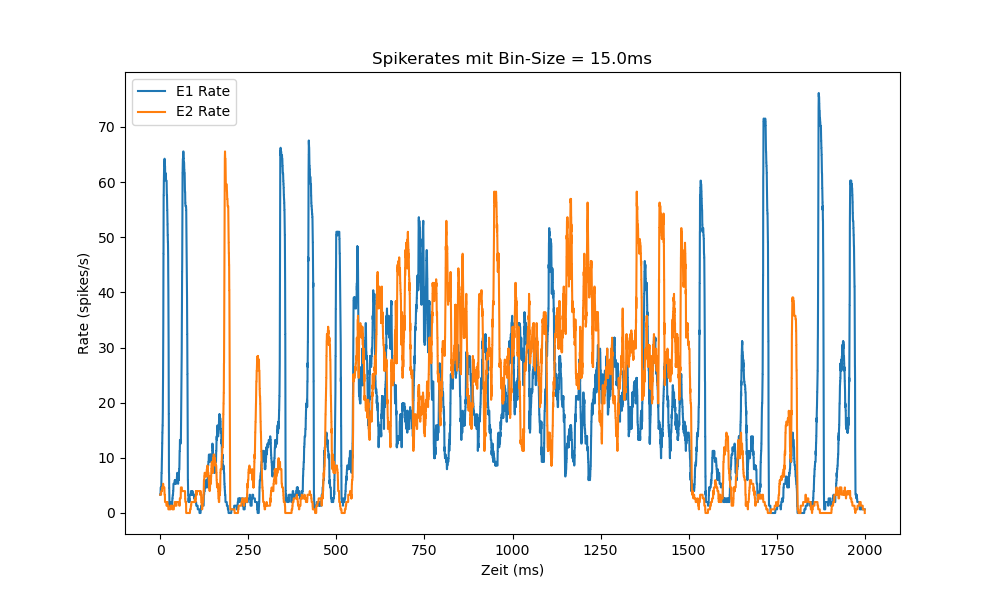 Spikerates mit Bin-Size = 15.0ms
E1 Rate
E2 Rate
Rate (spikes/s)
70
60
50
40
30
20
10
0
0 250 500 750 1000 1250 1500 1750 2000
Zeit (ms)